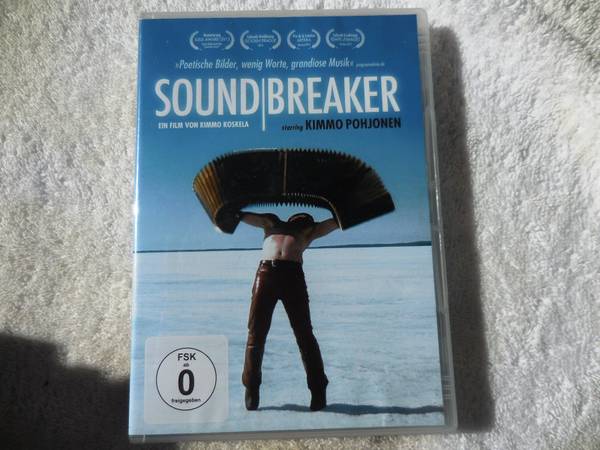 »Poetische Bilder, wenig Worte, grandiose Musik«
SOUND|BREAKER
EIN FILM VON KIMMO KOSKELA
starring KIMMO POHJONEN
FSK
ab
0
freigegeben